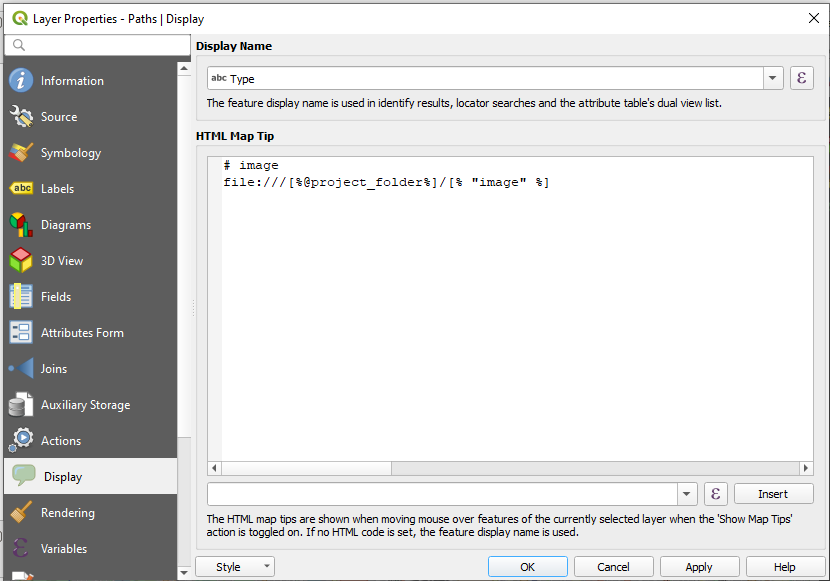 Layer Properties - Paths | Display
Information
Source
Symbology
abc Labels
Diagrams
3D View
Fields
Attributes Form
Joins
Auxiliary Storage
Actions
Display
Rendering
Variables
Display Name
abc Type
ε
The feature display name is used in identify results, locator searches and the attribute table's dual view list.
HTML Map Tip
# image
file:///[%@project_folder%]/[% "image" %]
ε
Insert
The HTML map tips are shown when moving mouse over features of the currently selected layer when the 'Show Map Tips'
action is toggled on. If no HTML code is set, the feature display name is used.
Style
OK
Cancel
Apply
Help